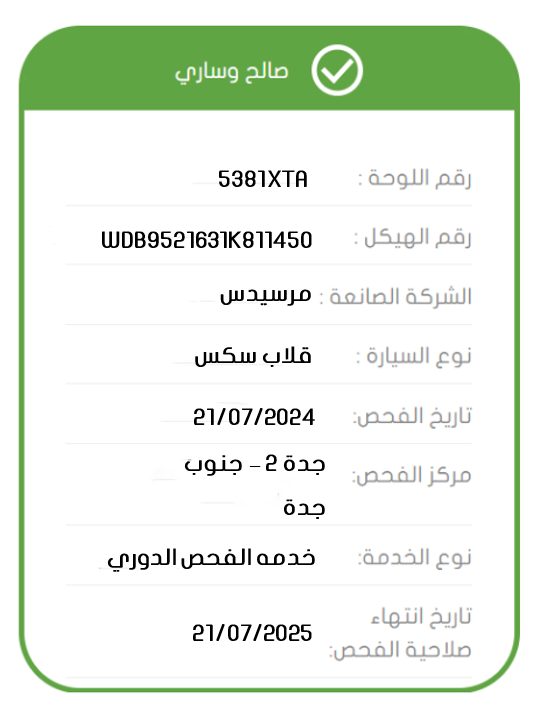 صالح وساري
رقم اللوحة : 5381XTA
رقم الهيكل : WDB9521631K811450
الشركة الصانعة : مرسيدس
نوع السيارة : قلاب سكس
تاريخ الفحص: 21/07/2024
مركز الفحص: جدة 2 – جنوب
جدة
نوع الخدمة: خدمه الفحص الدوري
تاريخ انتهاء
صلاحية الفحص: 21/07/2025